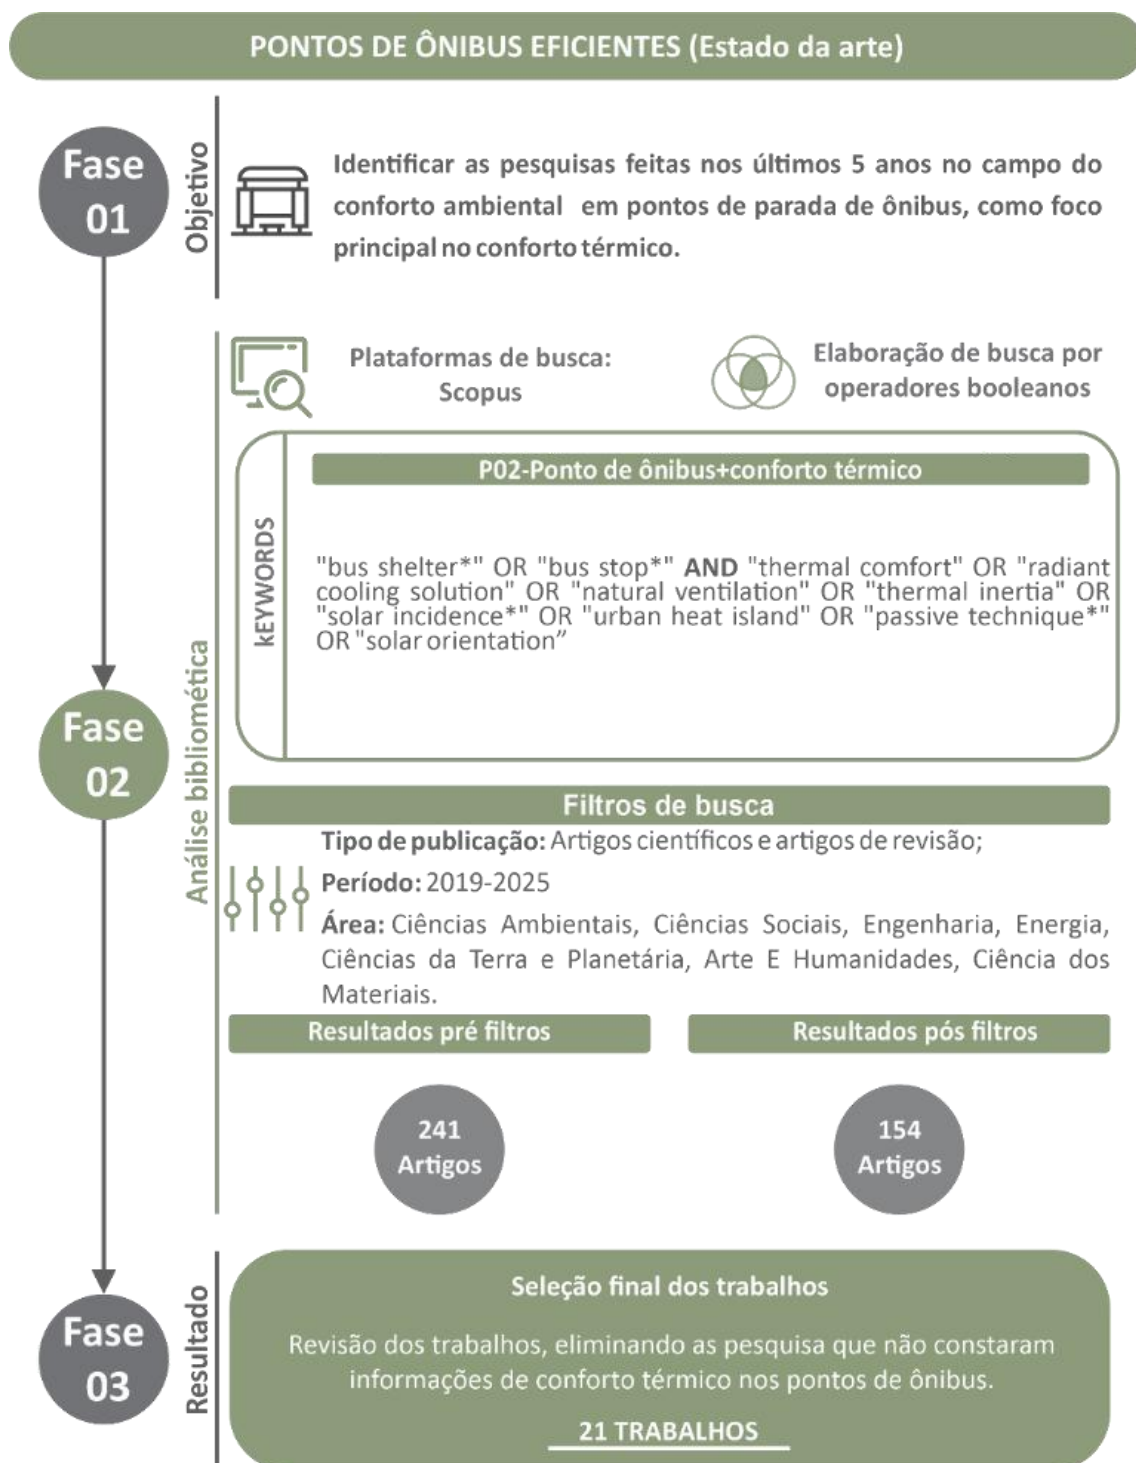 PONTOS DE ÔNIBUS EFICIENTES (Estado da arte)
Fase
01
Objetivo
Identificar as pesquisas feitas nos últimos 5 anos no campo do
conforto ambiental em pontos de parada de ônibus, como foco
principal no conforto térmico.
Fase
02
Análise bibliométrica
Plataformas de busca:
Scopus
Elaboração de busca por
operadores booleanos
kEYWORDS
P02-Ponto de ônibus+conforto térmico
"bus shelter*" OR "bus stop*" AND "thermal comfort" OR "radiant
cooling solution" OR "natural ventilation" OR "thermal inertia" OR
"solar incidence*" OR "urban heat island" OR "passive technique*"
OR "solar orientation”
Filtros de busca
Tipo de publicação: Artigos científicos e artigos de revisão;
Período: 2019-2025
Área: Ciências Ambientais, Ciências Sociais, Engenharia, Energia,
Ciências da Terra e Planetária, Arte E Humanidades, Ciência dos
Materiais.
Resultados pré filtros
Resultados pós filtros
241
Artigos
154
Artigos
Fase
03
Resultado
Seleção final dos trabalhos
Revisão dos trabalhos, eliminando as pesquisa que não constaram
informações de conforto térmico nos pontos de ônibus.
21 TRABALHOS